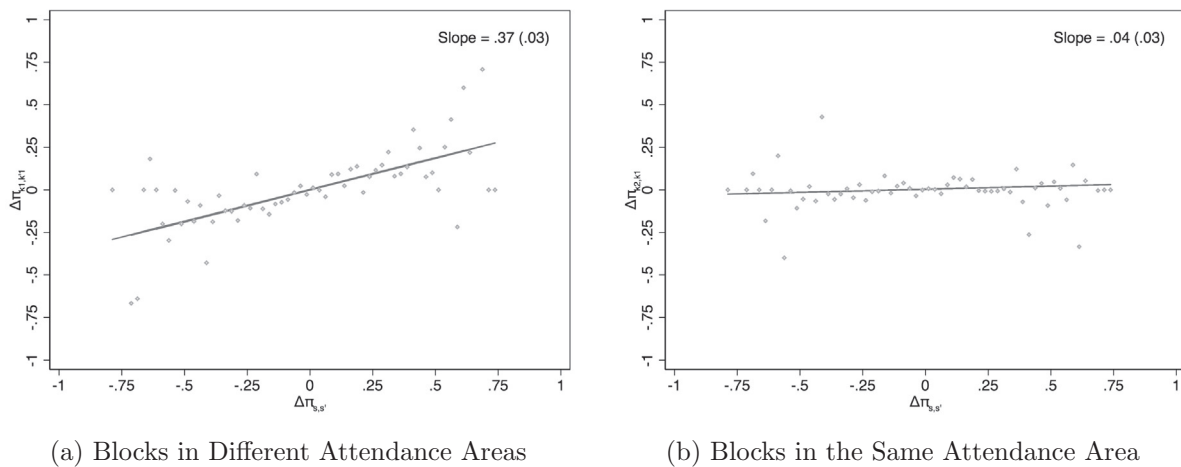 1
.75
.5
.25
0
-.25
-.5
-.75
-1
Δπk1,k'1
Slope = .37 (.03)
-1 -.75 -.5 -.25 0 .25 .5 .75 1
Δπs,s'
(a) Blocks in Different Attendance Areas
1
.75
.5
.25
0
-.25
-.5
-.75
-1
Δπk2,k1
Slope = .04 (.03)
-1 -.75 -.5 -.25 0 .25 .5 .75 1
Δπs,s'
(b) Blocks in the Same Attendance Area